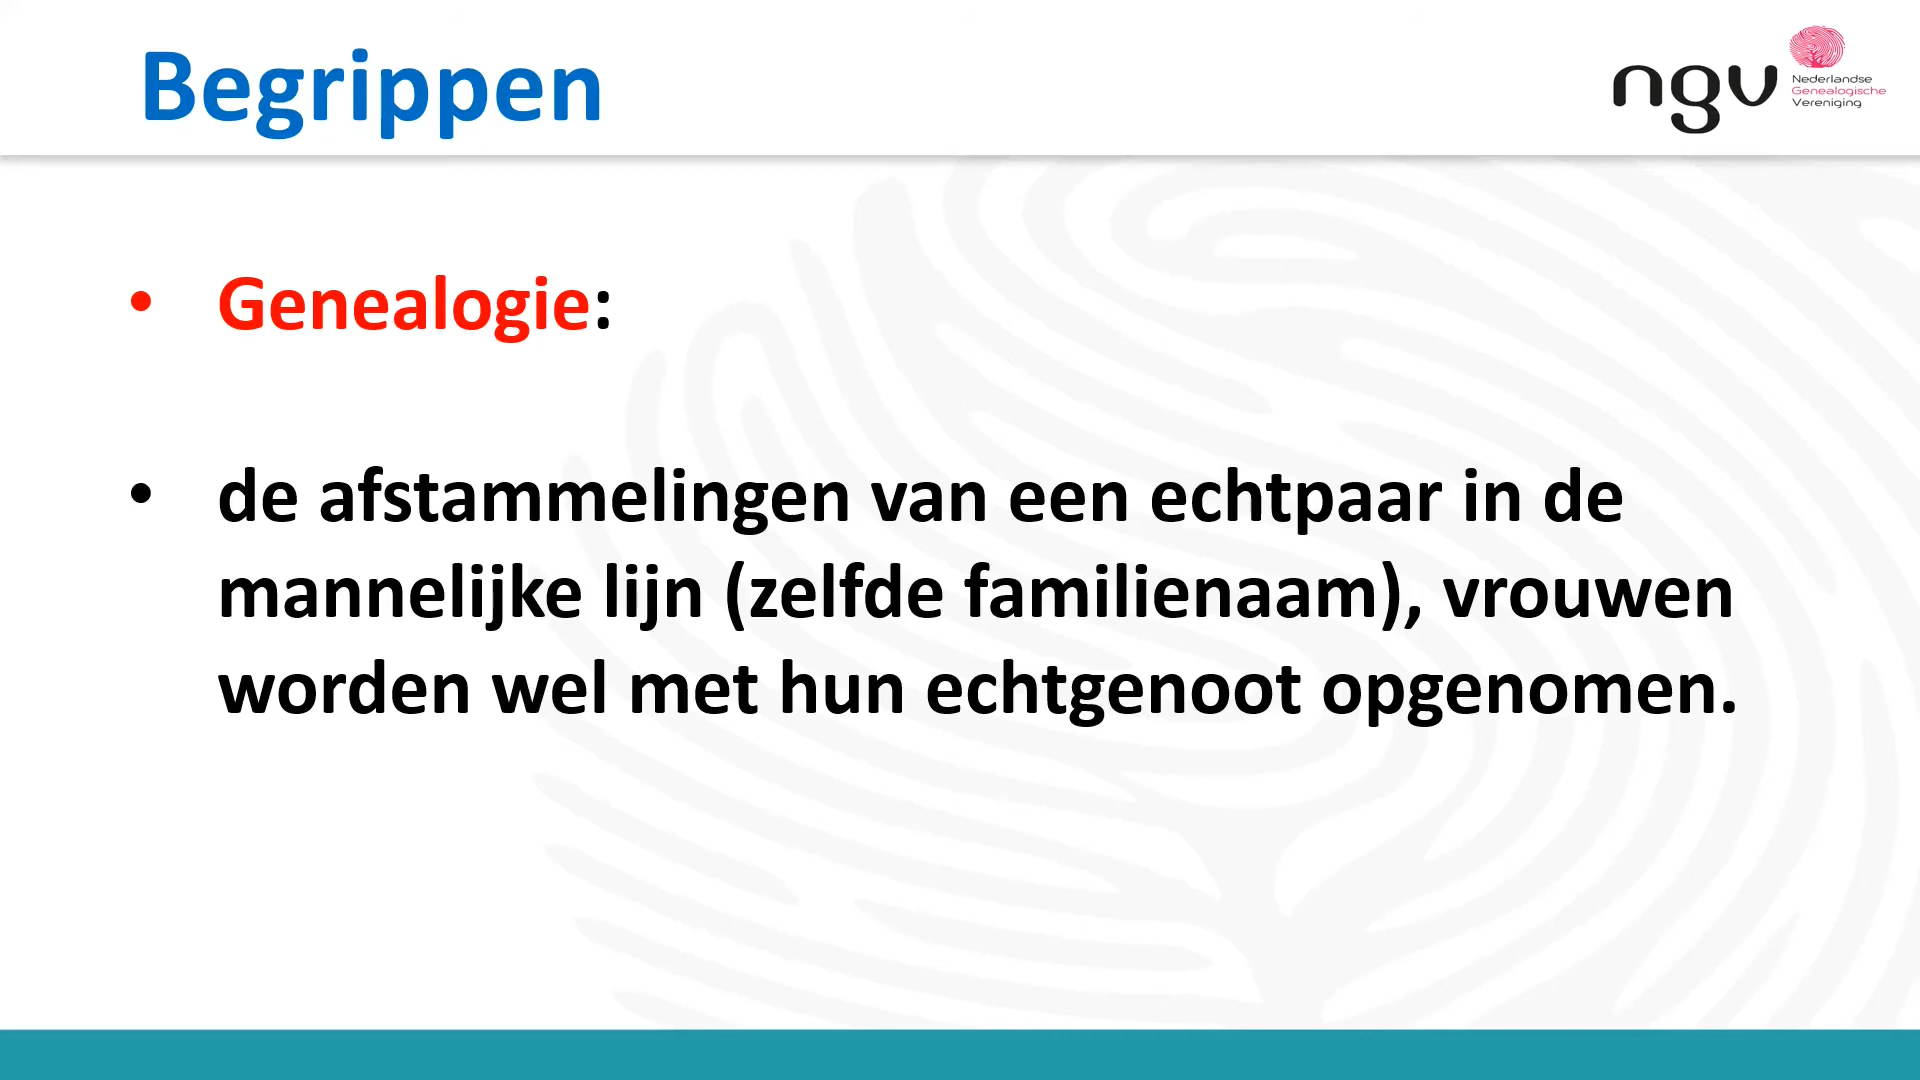 Begrippen
ngv
Nederlandse
Genealogische
Vereniging
• Genealogie:
• de afstammelingen van een echtpaar in de
mannelijke lijn (zelfde familienaam), vrouwen
worden wel met hun echtgenoot opgenomen.